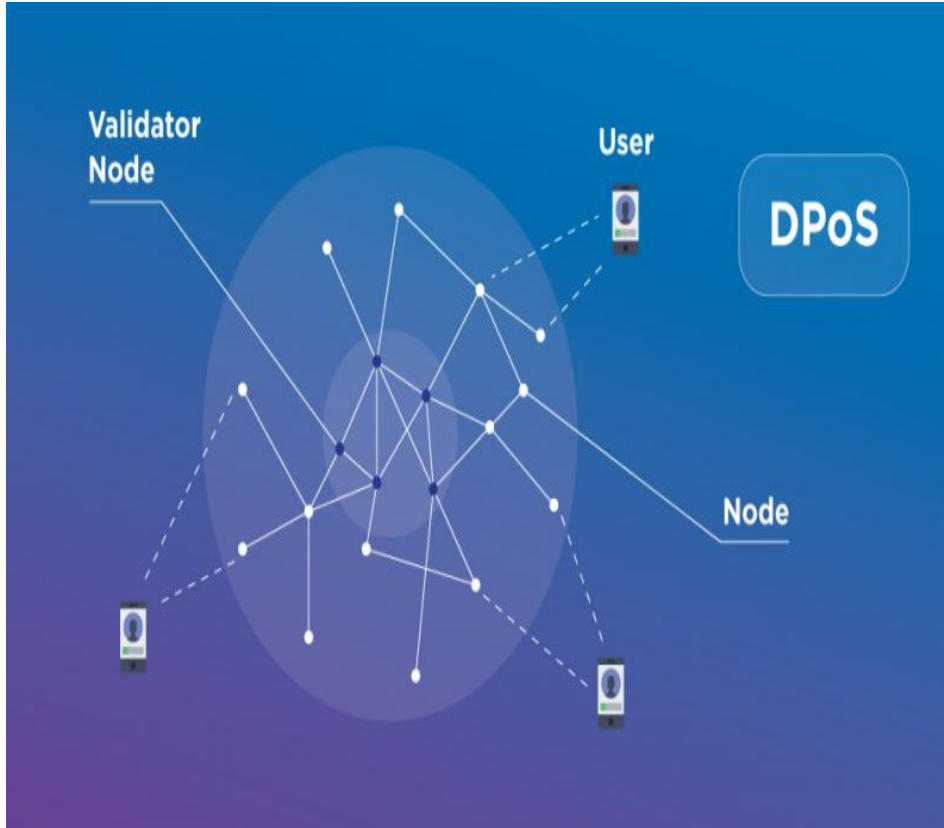 Validator
Node
User
DPoS
Node